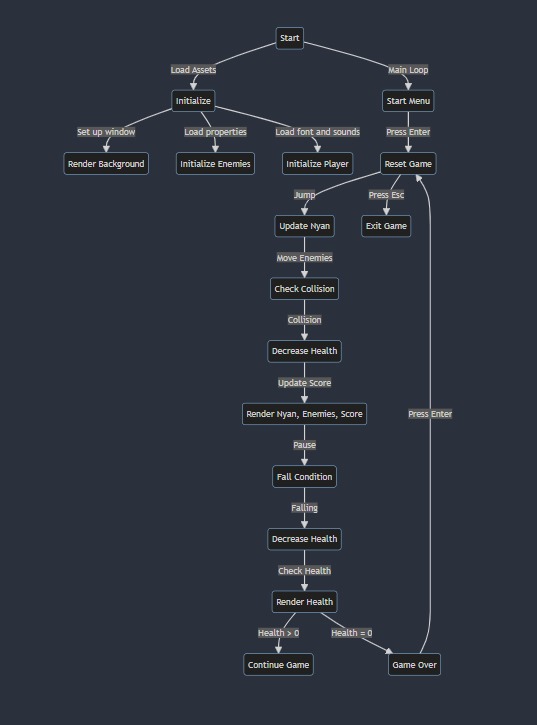 Start
Load Assets
Main Loop
Initialize
Start Menu
Set up window
Load properties
Load font and sounds
Press Enter
Render Background
Initialize Enemies
Initialize Player
Reset Game
Jump
Press Esc
Update Nyan
Exit Game
Move Enemies
Check Collision
Collision
Decrease Health
Update Score
Render Nyan, Enemies, Score
Press Enter
Pause
Fall Condition
Falling
Decrease Health
Check Health
Render Health
Health > 0
Health = 0
Continue Game
Game Over